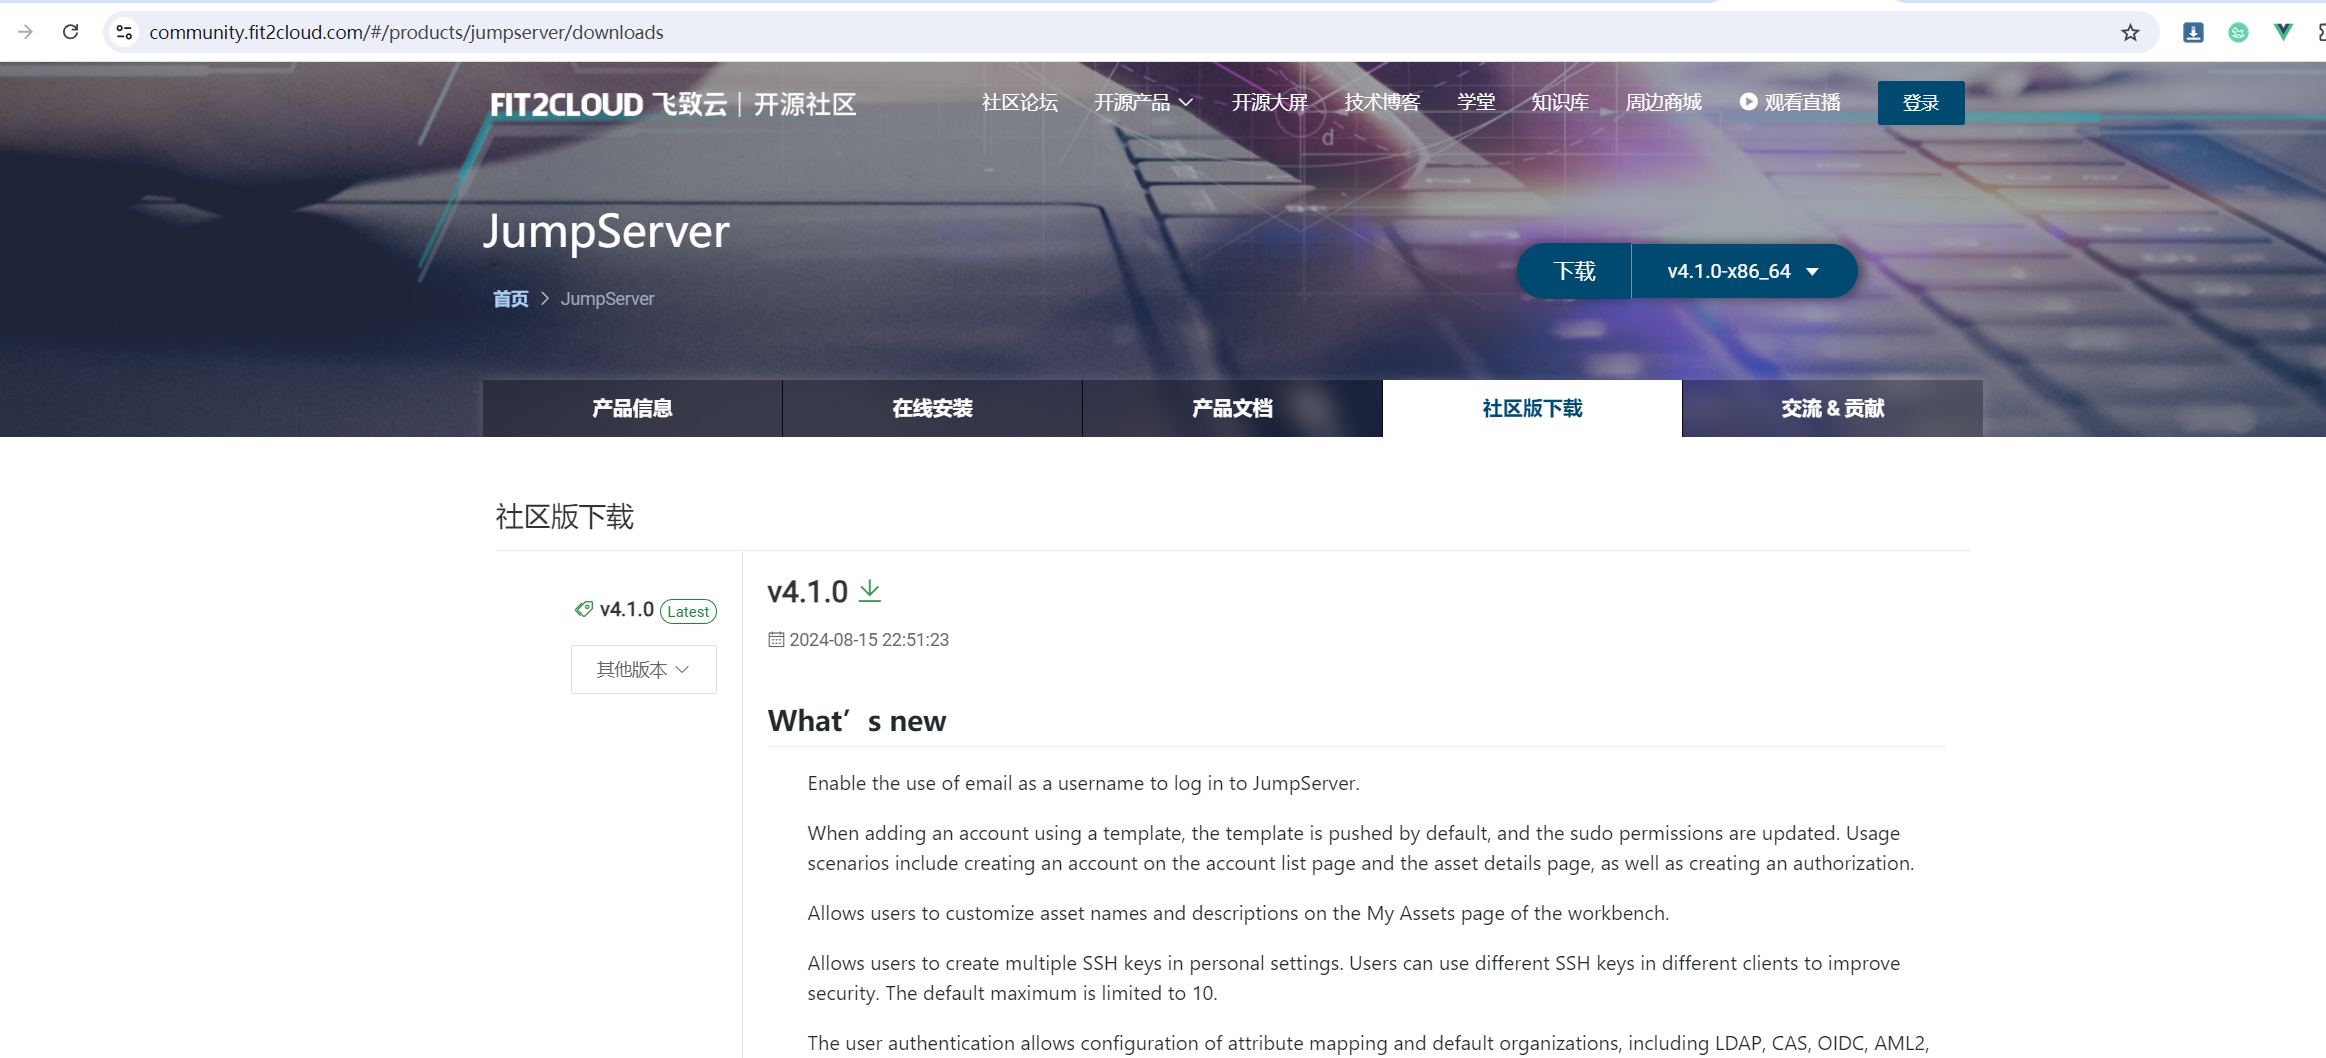 community.fit2cloud.com/#/products/jumpserver/downloads
FIT2CLOUD 飞致云 | 开源社区
社区论坛 开源产品 开源大屏 技术博客 学堂 知识库 周边商城 观看直播 登录
d
JumpServer
下载 v4.1.0-x86_64
首页 > JumpServer
产品信息 在线安装 产品文档 社区版下载 交流 & 贡献
社区版下载
v4.1.0 Latest
其他版本
v4.1.0
2024-08-15 22:51:23
What’s new
Enable the use of email as a username to log in to JumpServer.
When adding an account using a template, the template is pushed by default, and the sudo permissions are updated. Usage
scenarios include creating an account on the account list page and the asset details page, as well as creating an authorization.
Allows users to customize asset names and descriptions on the My Assets page of the workbench.
Allows users to create multiple SSH keys in personal settings. Users can use different SSH keys in different clients to improve
security. The default maximum is limited to 10.
The user authentication allows configuration of attribute mapping and default organizations, including LDAP, CAS, OIDC, AML2,